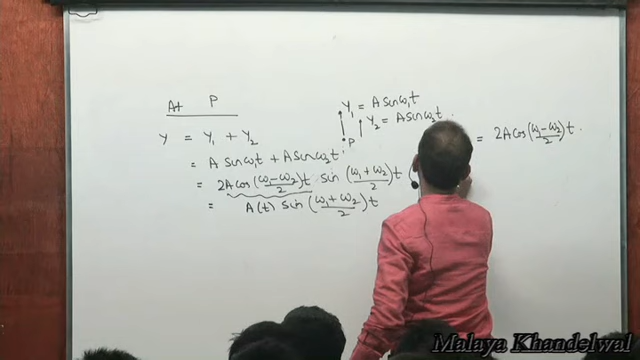 At P
Y₁ = A sinω₁t
Y₂ = A sinω₂t
P
Y = Y₁ + Y₂
= A sinω₁t + A sinω₂t
= 2A cos(ω₁-ω₂/2)t sin(ω₁+ω₂/2)t
= A(t) sin(ω₁+ω₂/2)t
= 2A cos(ω₁-ω₂/2)t.
Malaya Khandelwal